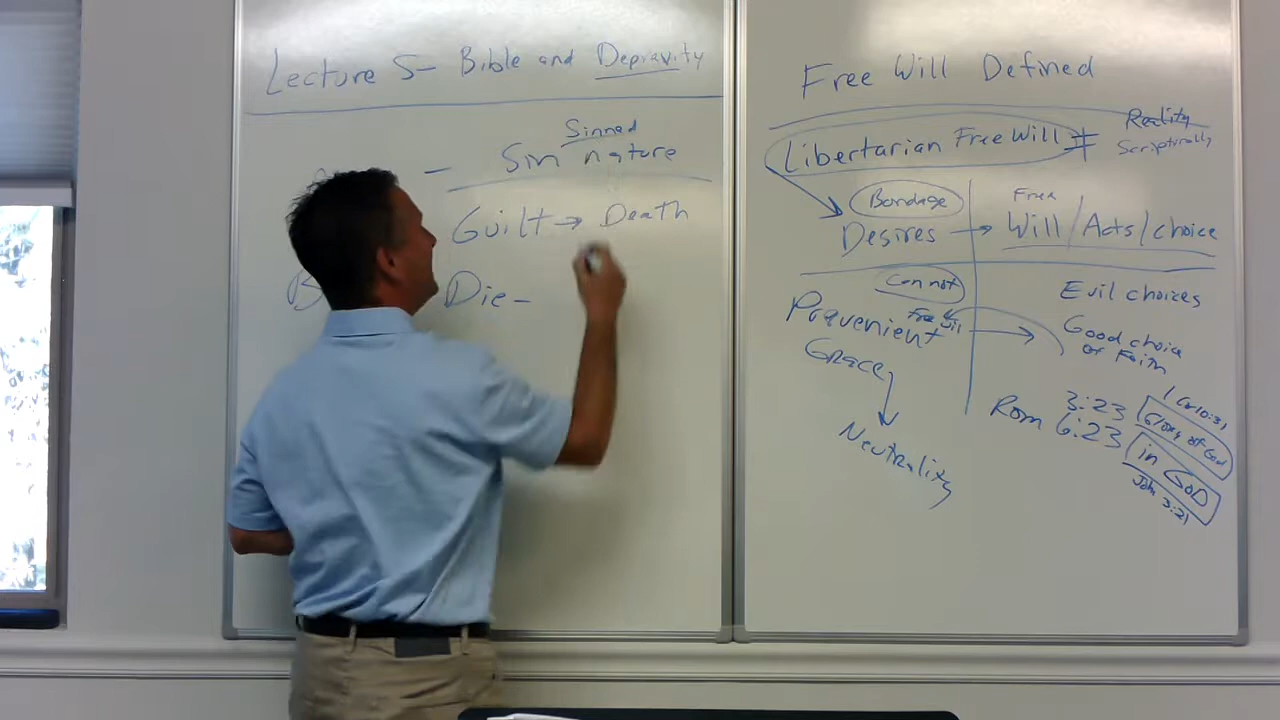 Lecture 5- Bible and Depravity
Sinned
- Sin nature
Guilt → Death
Die -
Free Will Defined
Libertarian Free Will ≠ Reality
Scripturally
Bondage
Free
Desires → Will / Acts / choice
Can not
Evil choices
Pravenient Free Will → Good choice
of Faith
Grace
Neutrality
Rom 3:23
6:23
1 Cor 10:31
Glory of God
in GOD
John 3:21